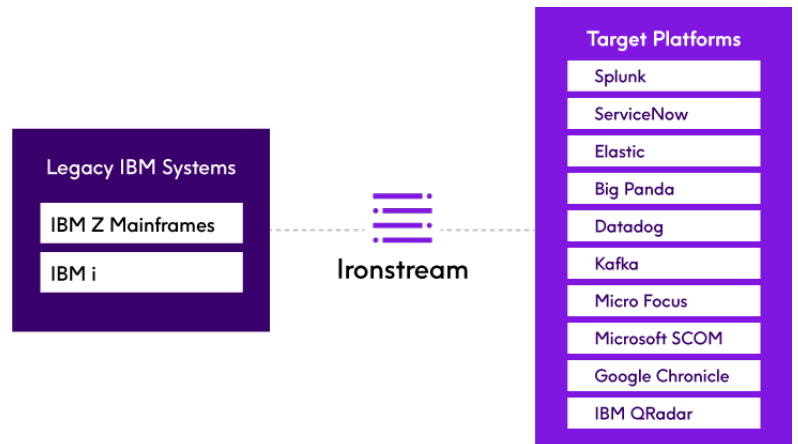 Legacy IBM Systems
IBM Z Mainframes
IBM i
Ironstream
Target Platforms
Splunk
ServiceNow
Elastic
Big Panda
Datadog
Kafka
Micro Focus
Microsoft SCOM
Google Chronicle
IBM QRadar